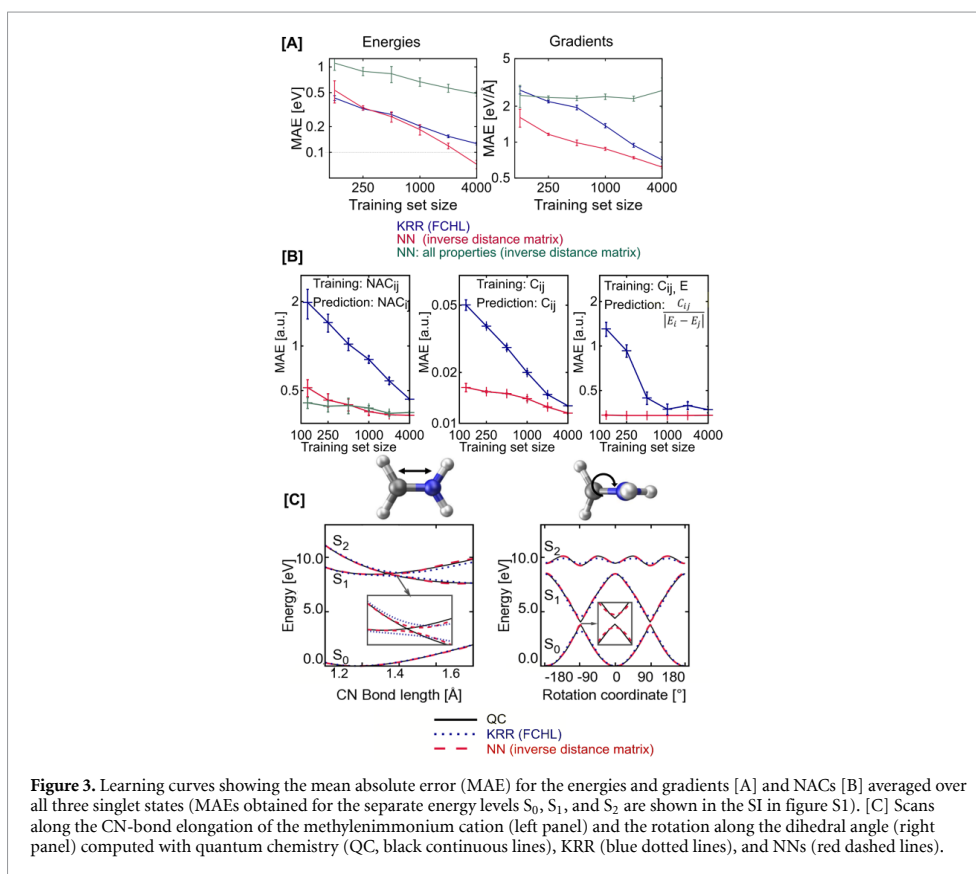 [A]
Energies
Gradients
MAE [eV]
1
0.5
0.2
0.1
250
1000
4000
Training set size
MAE [eV/Å]
5
2
1
0.5
250
1000
4000
Training set size
KRR (FCHL)
NN (inverse distance matrix)
NN: all properties (inverse distance matrix)
[B]
Training: NACij
Prediction: NACij
MAE [a.u.]
2
1
0.5
100
250
1000
4000
Training set size
Training: Cij
Prediction: Cij
MAE [a.u.]
0.05
0.02
0.01
100
250
1000
4000
Training set size
Training: Cij, E
Prediction: Cij / |Ei − Ej|
MAE [a.u.]
2
1
0.5
100
250
1000
4000
Training set size
[C]
S2
S1
S0
Energy [eV]
10.0
5.0
0.0
1.2
1.4
1.6
CN Bond length [Å]
S2
S1
S0
Energy [eV]
10.0
5.0
0.0
-180
-90
0
90
180
Rotation coordinate [°]
QC
KRR (FCHL)
NN (inverse distance matrix)
Figure 3. Learning curves showing the mean absolute error (MAE) for the energies and gradients [A] and NACs [B] averaged over
all three singlet states (MAEs obtained for the separate energy levels S0, S1, and S2 are shown in the SI in figure S1). [C] Scans
along the CN-bond elongation of the methylenimmonium cation (left panel) and the rotation along the dihedral angle (right
panel) computed with quantum chemistry (QC, black continuous lines), KRR (blue dotted lines), and NNs (red dashed lines).